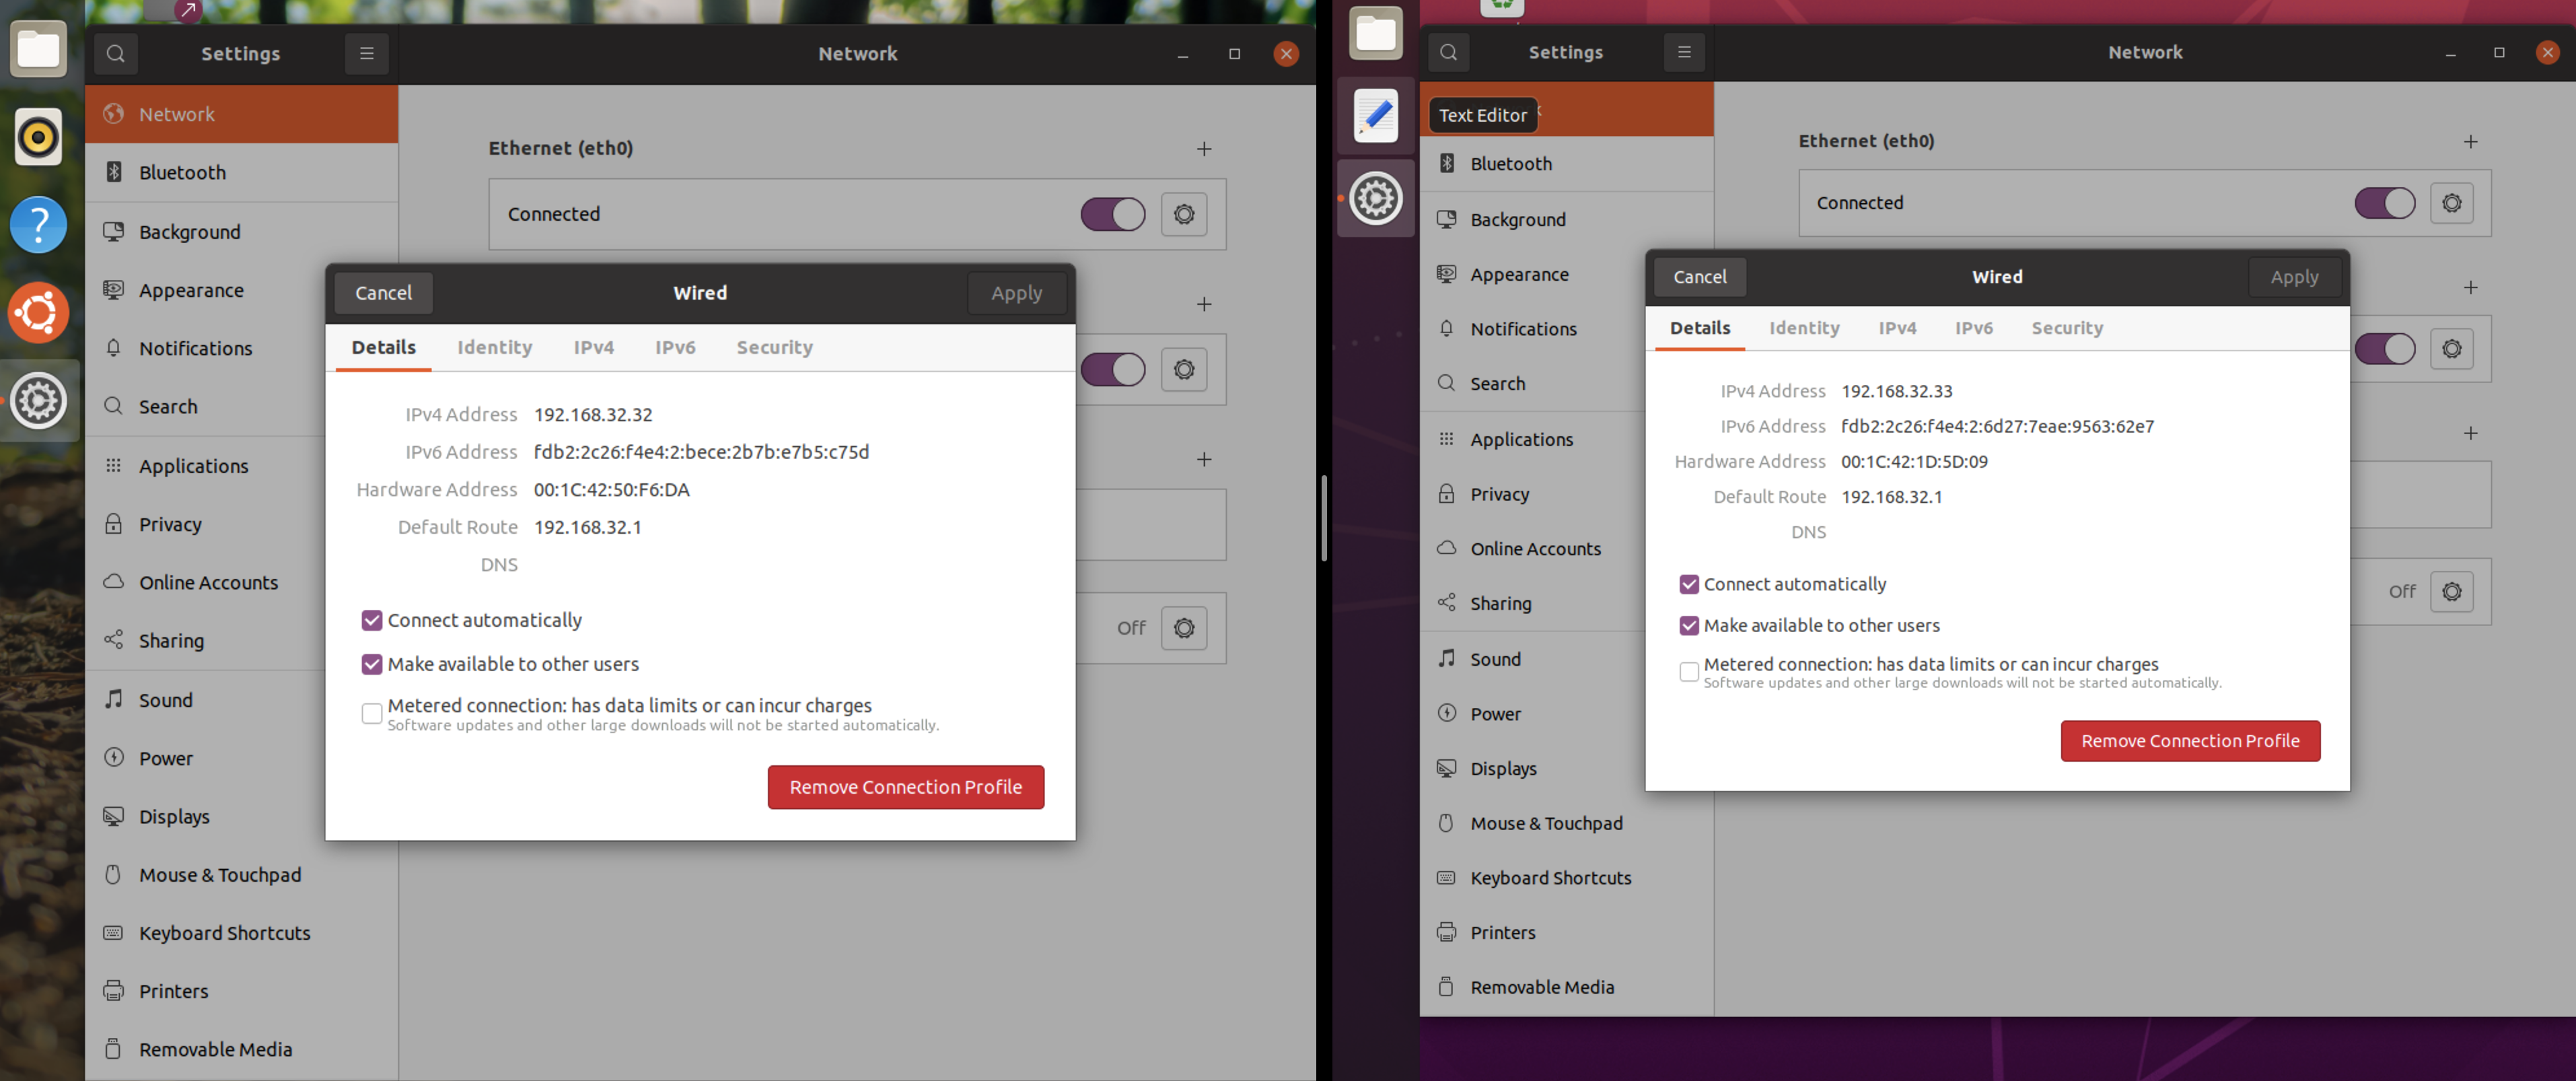 Settings
Network
Network
Bluetooth
Background
Appearance
Notifications
Search
Applications
Privacy
Online Accounts
Sharing
Sound
Power
Displays
Mouse & Touchpad
Keyboard Shortcuts
Printers
Removable Media
Ethernet (eth0)
Connected
Off
Cancel
Wired
Apply
Details Identity IPv4 IPv6 Security
IPv4 Address 192.168.32.32
IPv6 Address fdb2:2c26:f4e4:2:bece:2b7b:e7b5:c75d
Hardware Address 00:1C:42:50:F6:DA
Default Route 192.168.32.1
DNS
Connect automatically
Make available to other users
Metered connection: has data limits or can incur charges
Software updates and other large downloads will not be started automatically.
Remove Connection Profile
Settings
Network
Text Editor
Bluetooth
Background
Appearance
Notifications
Search
Applications
Privacy
Online Accounts
Sharing
Sound
Power
Displays
Mouse & Touchpad
Keyboard Shortcuts
Printers
Removable Media
Ethernet (eth0)
Connected
Off
Cancel
Wired
Apply
Details Identity IPv4 IPv6 Security
IPv4 Address 192.168.32.33
IPv6 Address fdb2:2c26:f4e4:2:6d27:7eae:9563:62e7
Hardware Address 00:1C:42:1D:5D:09
Default Route 192.168.32.1
DNS
Connect automatically
Make available to other users
Metered connection: has data limits or can incur charges
Software updates and other large downloads will not be started automatically.
Remove Connection Profile